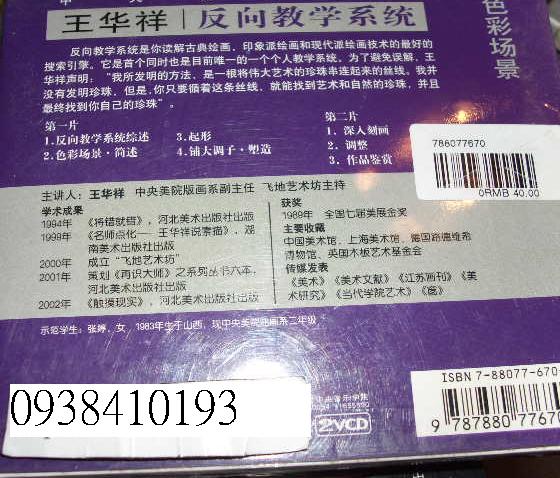 王华祥 反向教学系统
色彩场景
反向教学系统是你读解古典绘画，印象派绘画和现代派绘画技术的最好的
搜索引擎。它是首个同时也是目前唯一的一个个人教学系统。为了避免误解，王
华祥声明：“我所发明的方法，是一根将伟大艺术的珍珠串连起来的丝线。我并
没有发明珍珠，但是，你只要循着这条丝线，就能找到艺术和自然的珍珠，并且
最终找到你自己的珍珠”。
第一片
1.反向教学系统综述 3.起形
2.色彩场景·简述 4.铺大调子·塑造
第二片
1. 深入刻画
2. 调整
3. 作品鉴赏
786077670
0RMB 40.00
主讲人：王华祥 中央美院版画系副主任 飞地艺术坊主持
学术成果
1994年 《将错就错》，河北美术出版社出版
1999年 《名师点化——王华祥说素描》，湖
南美术出版社出版
2000年 成立“飞地艺术坊”
2001年 策划《再识大师》之系列丛书六本，
河北美术出版社出版
2002年 《触摸现实》，河北美术出版社出版
获奖
1989年 全国七届美展金奖
主要收藏
中国美术馆、上海美术馆、德国路德维希
博物馆、英国木板艺术基金会
传媒发表
《美术》《美术文献》《江苏画刊》《美
术研究》《当代学院艺术》《鹰》
示范学生：张婷，女，1983年生于山西，现中央美院油画系二年级
0938410193
2VCD
ISBN 7-88077-670-
9 787880 77670